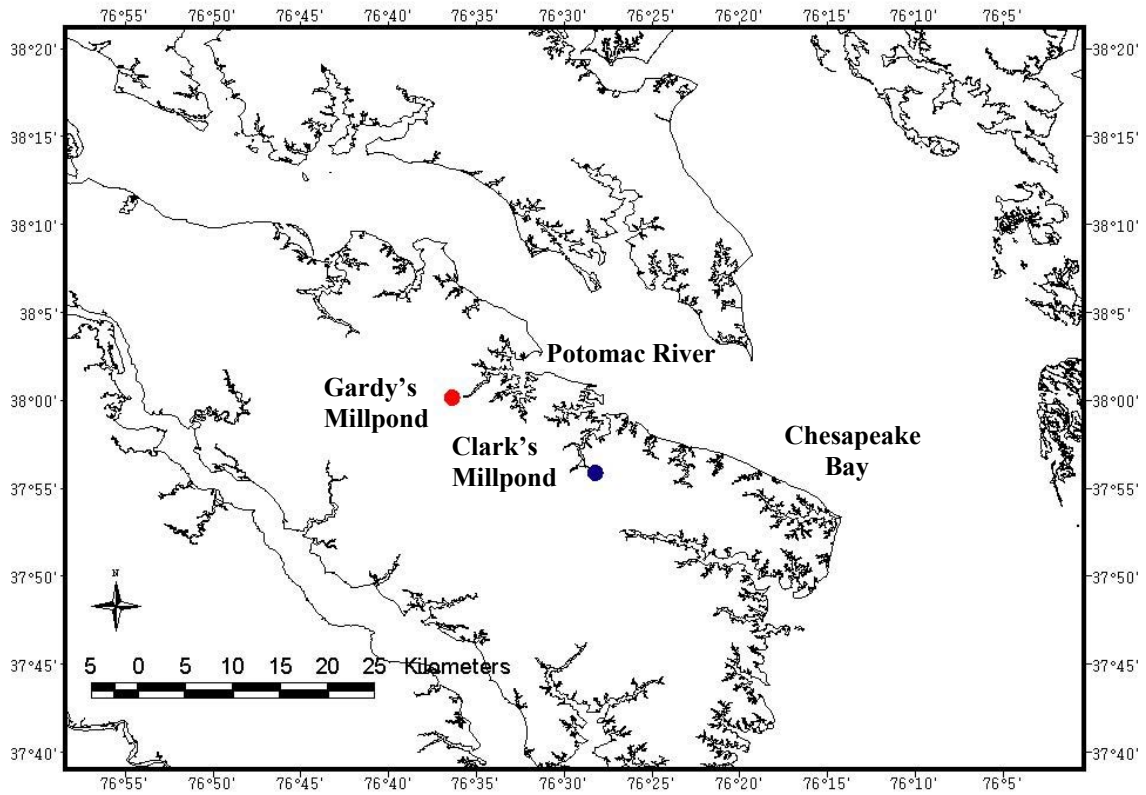 76°55' 76°50' 76°45' 76°40' 76°35' 76°30' 76°25' 76°20' 76°15' 76°10' 76°5'
38°20' 38°20'
38°15' 38°15'
38°10' 38°10'
38°5' 38°5'
Potomac River
Gardy's
Millpond
38°00' 38°00'
Chesapeake
Bay
Clark's
Millpond
37°55' 37°55'
37°50' 37°50'
N
37°45' 37°45'
5 0 5 10 15 20 25 Kilometers
37°40' 37°40'
76°55' 76°50' 76°45' 76°40' 76°35' 76°30' 76°25' 76°20' 76°15' 76°10' 76°5'